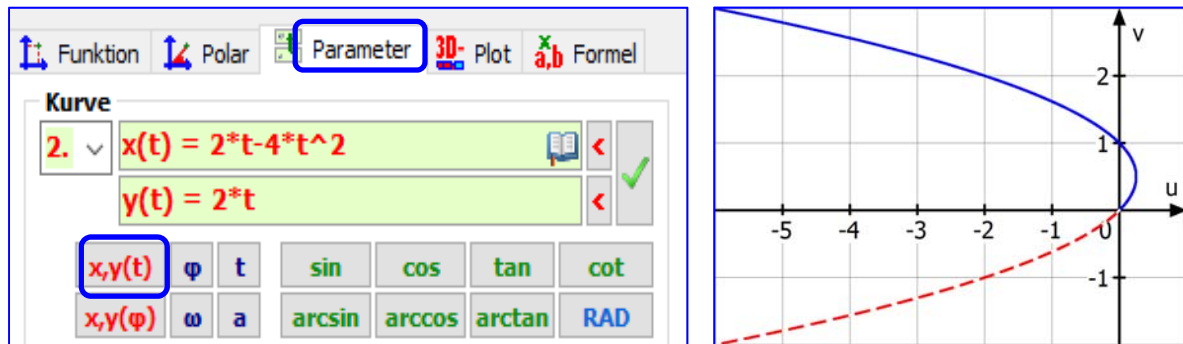 Funktion Polar Parameter 3D- Plot x a,b Formel
Kurve
2. x(t) = 2*t-4*t^2 <
y(t) = 2*t <
x,y(t) φ t sin cos tan cot
x,y(φ) ω a arcsin arccos arctan RAD
v
2
1
u
-5 -4 -3 -2 -1 0
-1